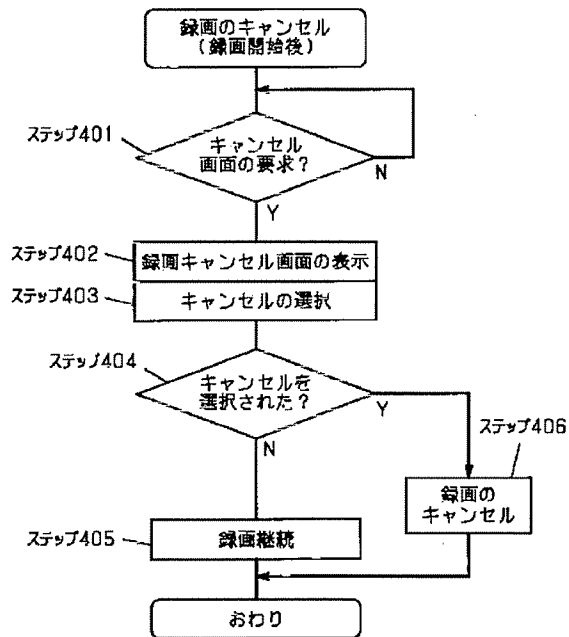 録画のキャンセル
(録画開始後)
ステップ401
キャンセル
画面の要求?
N
Y
ステップ402
録画キャンセル画面の表示
ステップ403
キャンセルの選択
ステップ404
キャンセルを
選択された?
Y
N
ステップ406
録画の
キャンセル
ステップ405
録画継続
おわり